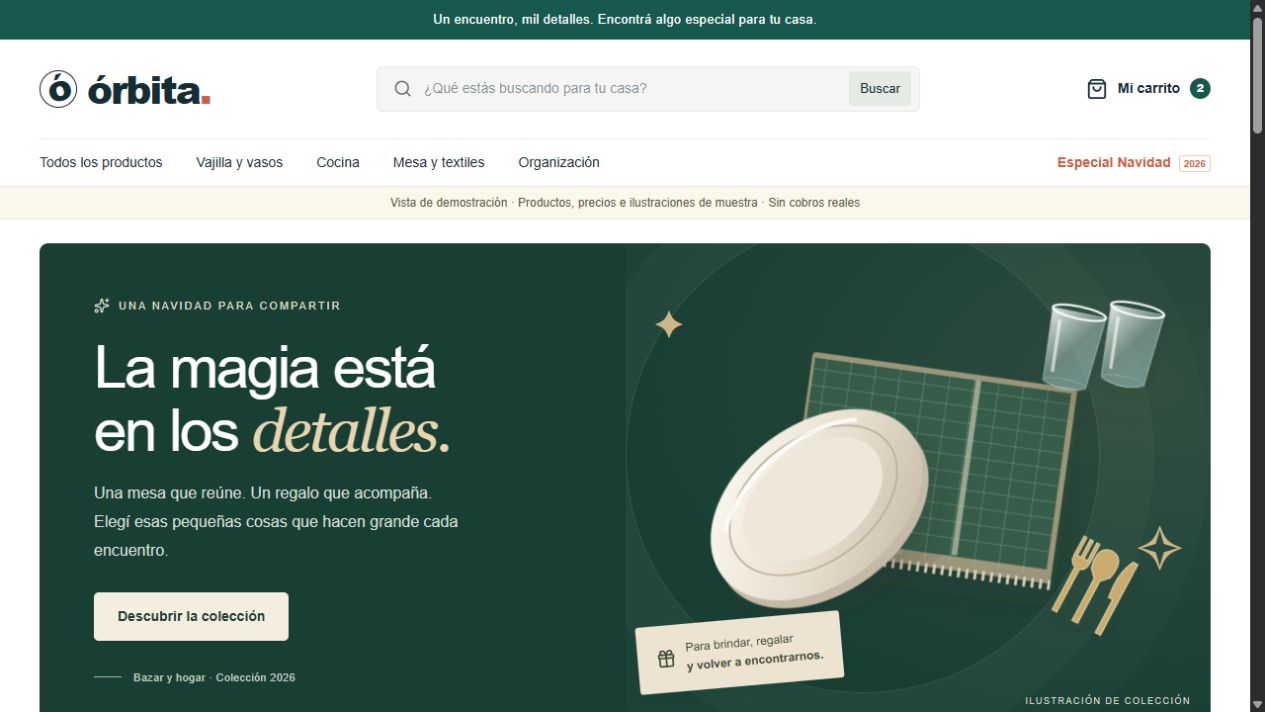 Un encuentro, mil detalles. Encontrá algo especial para tu casa.
ó órbita.
¿Qué estás buscando para tu casa?
Buscar
Mi carrito 2
Todos los productos
Vajilla y vasos
Cocina
Mesa y textiles
Organización
Especial Navidad 2026
Vista de demostración · Productos, precios e ilustraciones de muestra · Sin cobros reales
UNA NAVIDAD PARA COMPARTIR
La magia está
en los detalles.
Una mesa que reúne. Un regalo que acompaña.
Elegí esas pequeñas cosas que hacen grande cada
encuentro.
Descubrir la colección
Bazar y hogar · Colección 2026
Para brindar, regalar
y volver a encontrarnos.
ILUSTRACIÓN DE COLECCIÓN